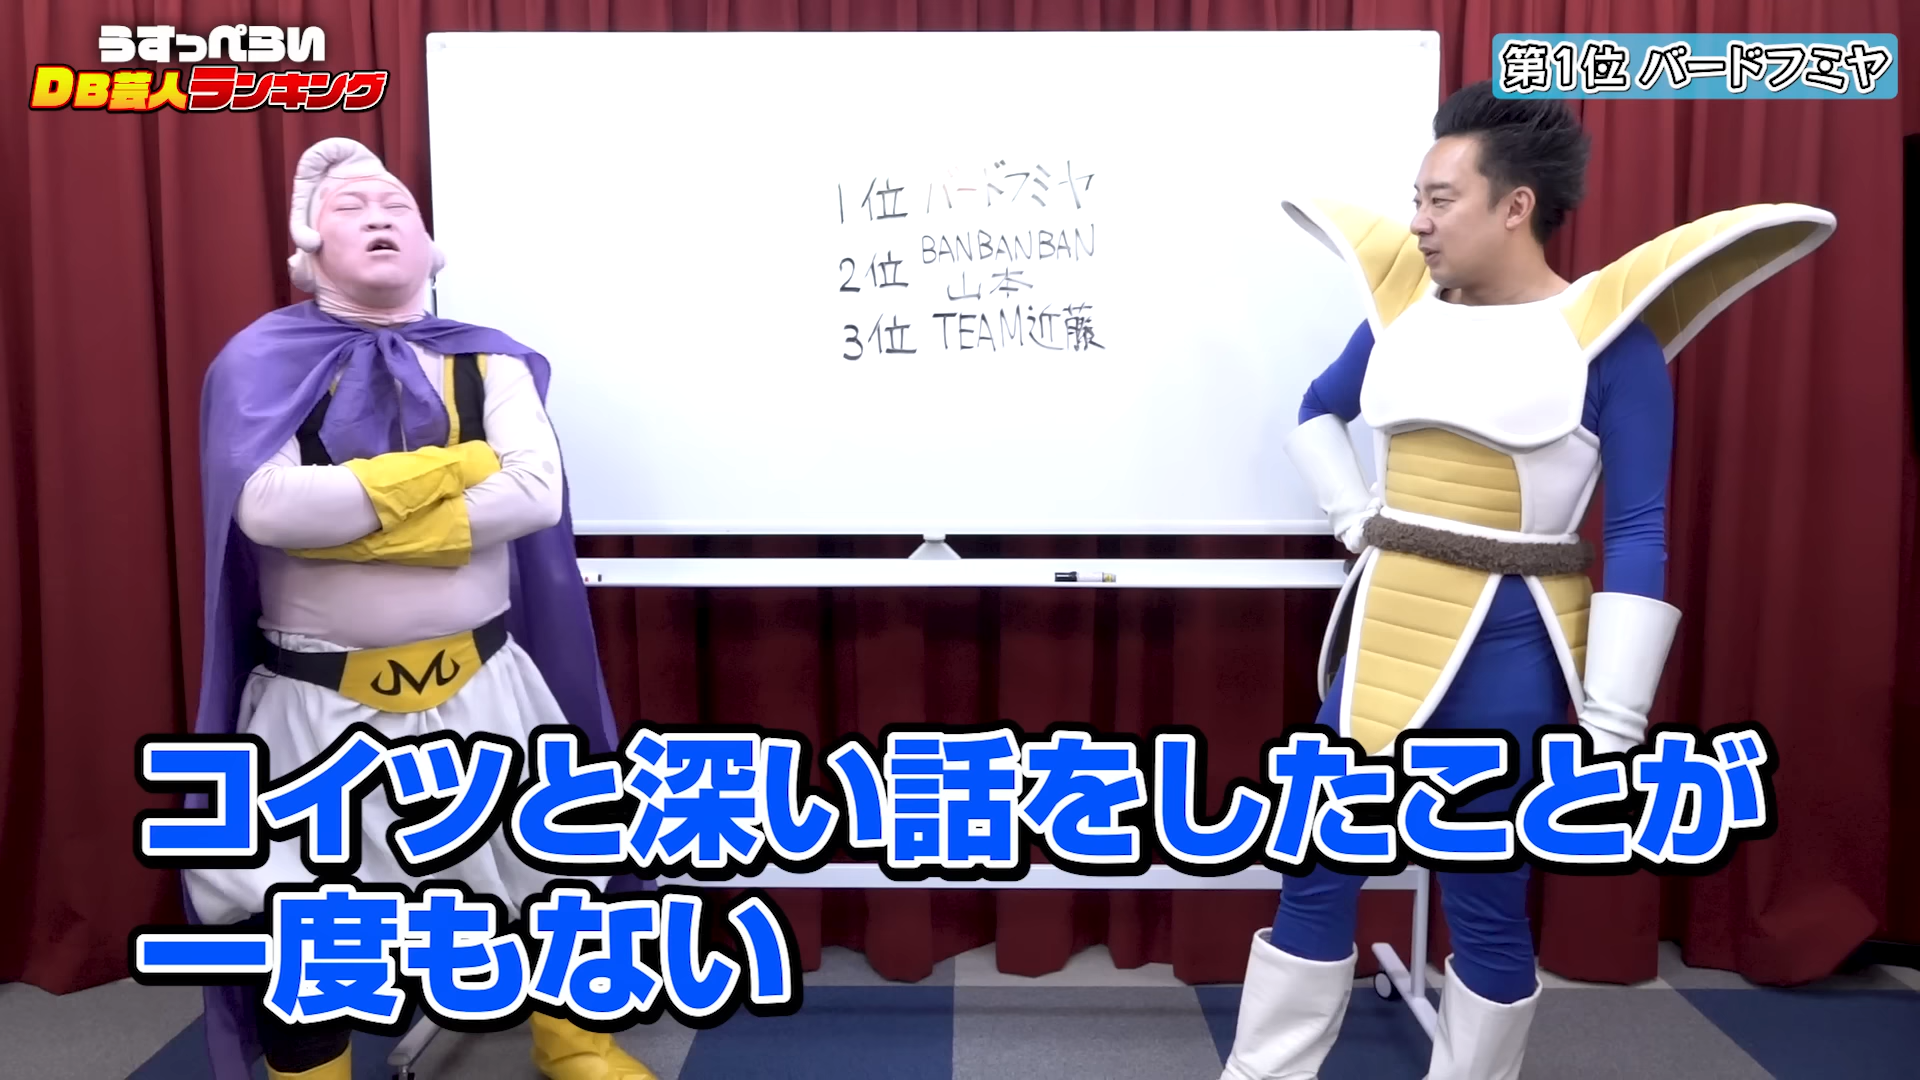 うすっぺらい
DB芸人ランキング
第1位 バードフミヤ
1位 バードフミヤ
2位 BANBANBAN
山本
3位 TEAM近藤
M
コイツと深い話をしたことが
一度もない